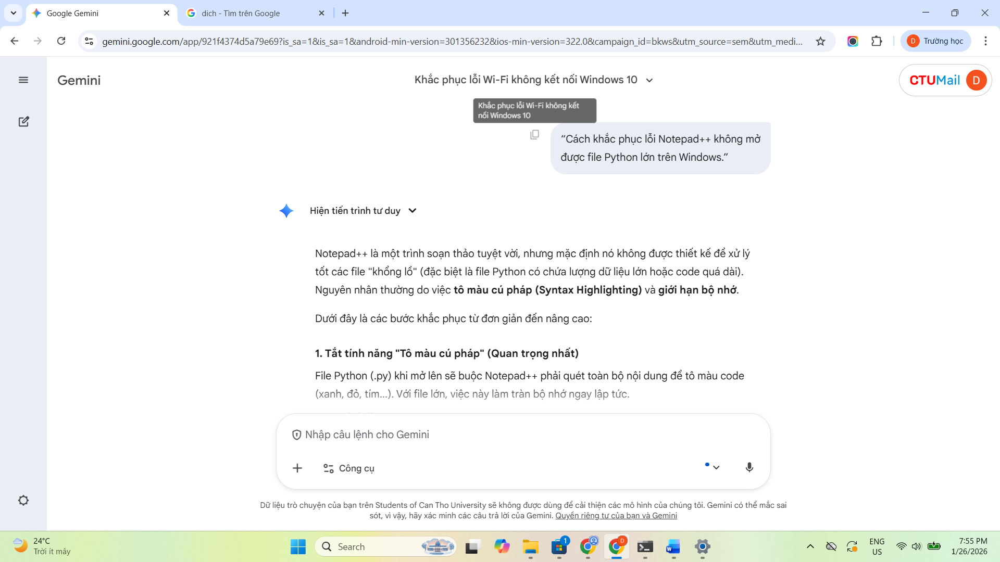 Google Gemini
dich - Tìm trên Google
gemini.google.com/app/921f4374d5a79e69?is_sa=1&is_sa=1&android-min-version=301356232&ios-min-version=322.0&campaign_id=bkws&utm_source=sem&utm_medi...
D Trường học
Gemini
Khắc phục lỗi Wi-Fi không kết nối Windows 10
CTUMail D
Khắc phục lỗi Wi-Fi không kết
nối Windows 10
“Cách khắc phục lỗi Notepad++ không mở
được file Python lớn trên Windows.”
Hiện tiến trình tư duy
Notepad++ là một trình soạn thảo tuyệt vời, nhưng mặc định nó không được thiết kế để xử lý
tốt các file "khổng lồ" (đặc biệt là file Python có chứa lượng dữ liệu lớn hoặc code quá dài).
Nguyên nhân thường do việc tô màu cú pháp (Syntax Highlighting) và giới hạn bộ nhớ.
Dưới đây là các bước khắc phục từ đơn giản đến nâng cao:
1. Tắt tính năng "Tô màu cú pháp" (Quan trọng nhất)
File Python (.py) khi mở lên sẽ buộc Notepad++ phải quét toàn bộ nội dung để tô màu code
(xanh, đỏ, tím...). Với file lớn, việc này làm tràn bộ nhớ ngay lập tức.
Nhập câu lệnh cho Gemini
Công cụ
Dữ liệu trò chuyện của bạn trên Students of Can Tho University sẽ không được dùng để cải thiện các mô hình của chúng tôi. Gemini có thể mắc sai
sót, vì vậy, hãy xác minh các câu trả lời của Gemini. Quyền riêng tư của bạn và Gemini
24°C
Trời ít mây
Search
1
D
W
ENG
US
7:55 PM
1/26/2026